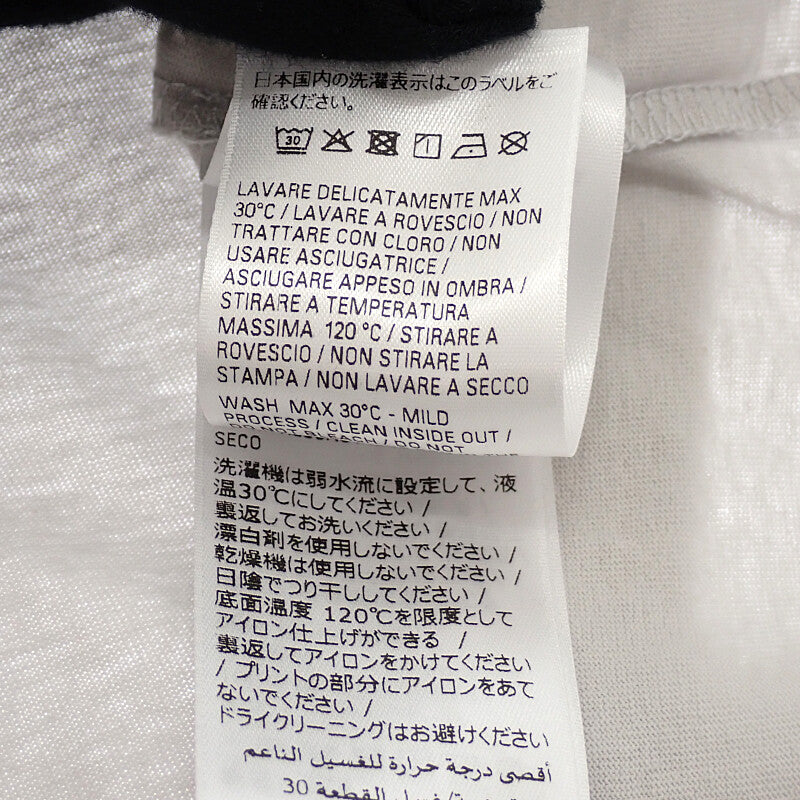 日本国内の洗濯表示はこのラベルをご
確認ください。
30
LAVARE DELICATAMENTE MAX
30°C / LAVARE A ROVESCIO / NON
TRATTARE CON CLORO / NON
USARE ASCIUGATRICE /
ASCIUGARE APPESO IN OMBRA /
STIRARE A TEMPERATURA
MASSIMA 120 °C / STIRARE A
ROVESCIO / NON STIRARE LA
STAMPA / NON LAVARE A SECCO
WASH MAX 30°C - MILD
PROCESS / CLEAN INSIDE OUT /
DO NOT BLEACH / DO NOT
SECO
洗濯機は弱水流に設定して、液
温30℃にしてください /
裏返してお洗いください /
漂白剤を使用しないでください /
乾燥機は使用しないでください /
日陰でつり干ししてください /
底面温度 120℃を限度として
アイロン仕上げができる /
裏返してアイロンをかけてください
/ プリントの部分にアイロンをあて
ないでください /
ドライクリーニングはお避けください
أقصى درجة حرارة للغسيل الناعم
30 غسل القطعة